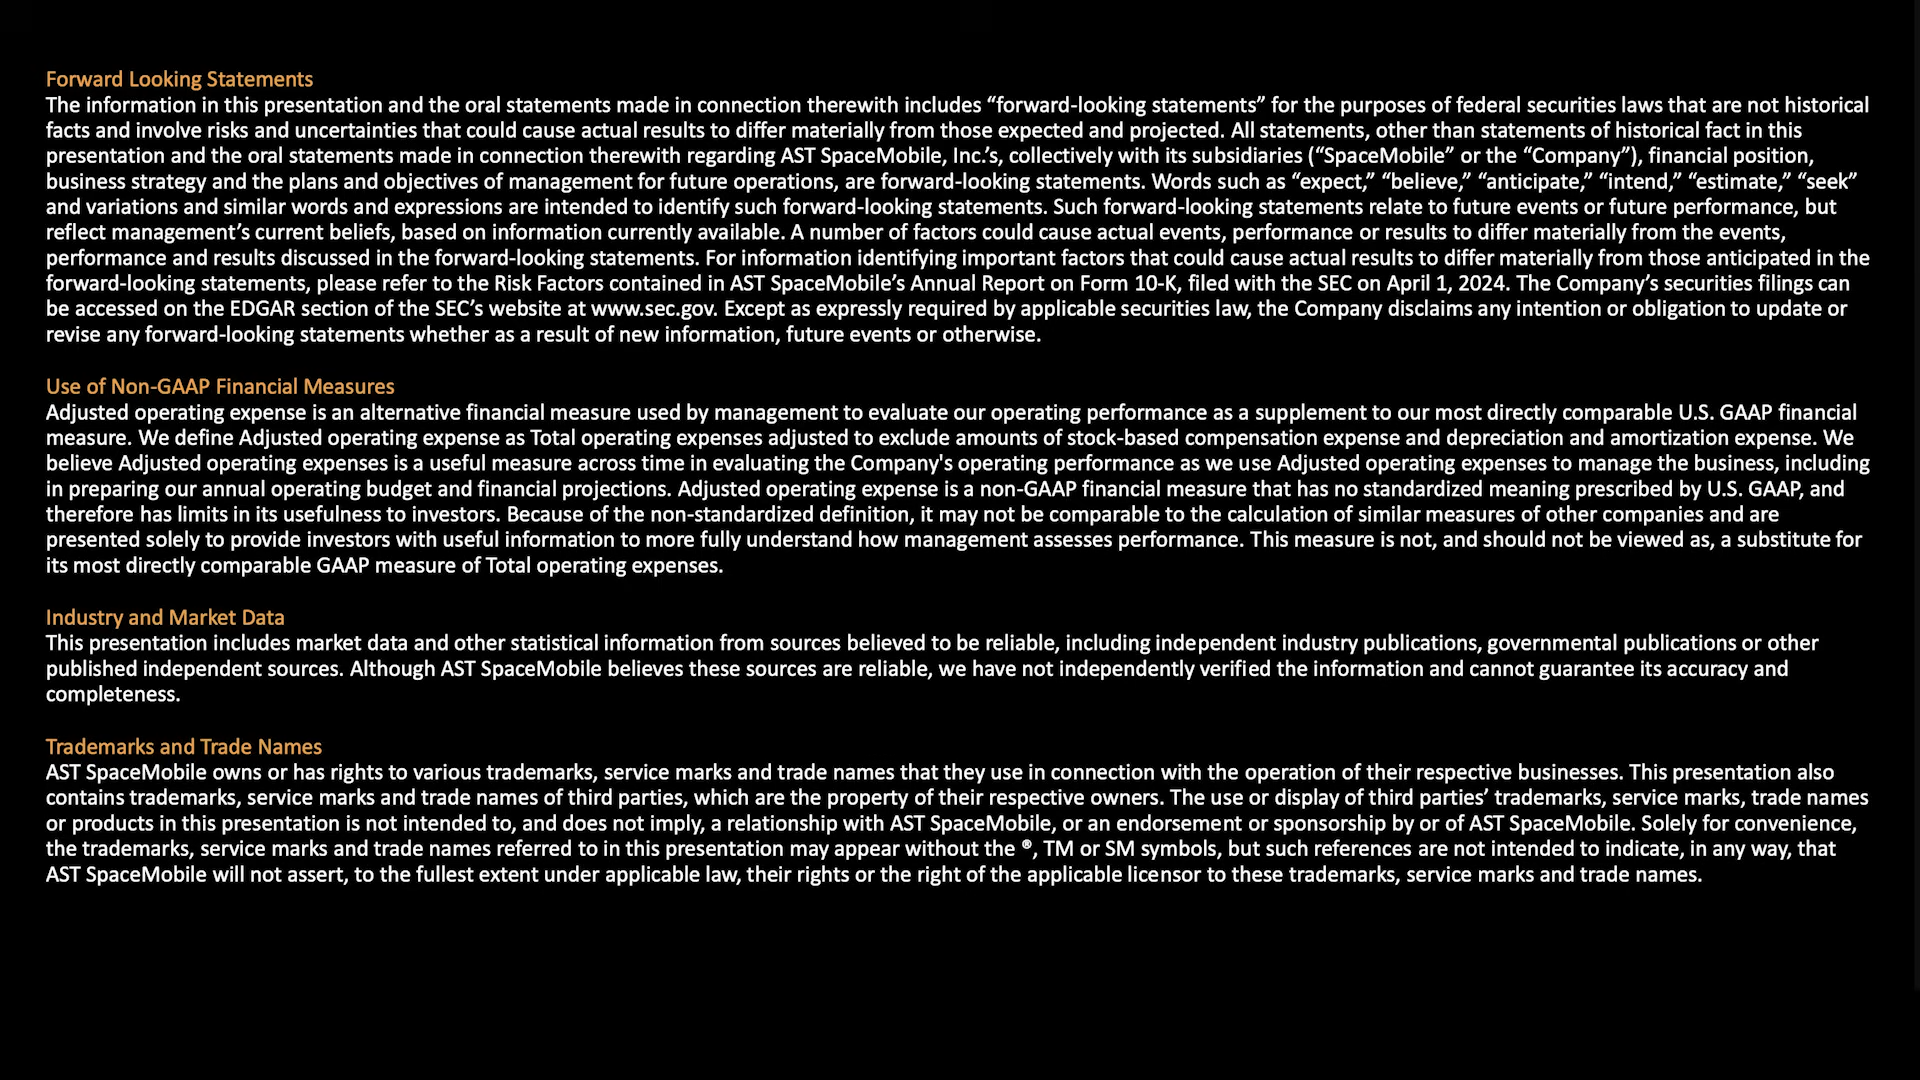 Forward Looking Statements
The information in this presentation and the oral statements made in connection therewith includes “forward-looking statements” for the purposes of federal securities laws that are not historical
facts and involve risks and uncertainties that could cause actual results to differ materially from those expected and projected. All statements, other than statements of historical fact in this
presentation and the oral statements made in connection therewith regarding AST SpaceMobile, Inc.’s, collectively with its subsidiaries (“SpaceMobile” or the “Company”), financial position,
business strategy and the plans and objectives of management for future operations, are forward-looking statements. Words such as “expect,” “believe,” “anticipate,” “intend,” “estimate,” “seek”
and variations and similar words and expressions are intended to identify such forward-looking statements. Such forward-looking statements relate to future events or future performance, but
reflect management’s current beliefs, based on information currently available. A number of factors could cause actual events, performance or results to differ materially from the events,
performance and results discussed in the forward-looking statements. For information identifying important factors that could cause actual results to differ materially from those anticipated in the
forward-looking statements, please refer to the Risk Factors contained in AST SpaceMobile’s Annual Report on Form 10-K, filed with the SEC on April 1, 2024. The Company’s securities filings can
be accessed on the EDGAR section of the SEC’s website at www.sec.gov. Except as expressly required by applicable securities law, the Company disclaims any intention or obligation to update or
revise any forward-looking statements whether as a result of new information, future events or otherwise.
Use of Non-GAAP Financial Measures
Adjusted operating expense is an alternative financial measure used by management to evaluate our operating performance as a supplement to our most directly comparable U.S. GAAP financial
measure. We define Adjusted operating expense as Total operating expenses adjusted to exclude amounts of stock-based compensation expense and depreciation and amortization expense. We
believe Adjusted operating expenses is a useful measure across time in evaluating the Company's operating performance as we use Adjusted operating expenses to manage the business, including
in preparing our annual operating budget and financial projections. Adjusted operating expense is a non-GAAP financial measure that has no standardized meaning prescribed by U.S. GAAP, and
therefore has limits in its usefulness to investors. Because of the non-standardized definition, it may not be comparable to the calculation of similar measures of other companies and are
presented solely to provide investors with useful information to more fully understand how management assesses performance. This measure is not, and should not be viewed as, a substitute for
its most directly comparable GAAP measure of Total operating expenses.
Industry and Market Data
This presentation includes market data and other statistical information from sources believed to be reliable, including independent industry publications, governmental publications or other
published independent sources. Although AST SpaceMobile believes these sources are reliable, we have not independently verified the information and cannot guarantee its accuracy and
completeness.
Trademarks and Trade Names
AST SpaceMobile owns or has rights to various trademarks, service marks and trade names that they use in connection with the operation of their respective businesses. This presentation also
contains trademarks, service marks and trade names of third parties, which are the property of their respective owners. The use or display of third parties’ trademarks, service marks, trade names
or products in this presentation is not intended to, and does not imply, a relationship with AST SpaceMobile, or an endorsement or sponsorship by or of AST SpaceMobile. Solely for convenience,
the trademarks, service marks and trade names referred to in this presentation may appear without the ®, TM or SM symbols, but such references are not intended to indicate, in any way, that
AST SpaceMobile will not assert, to the fullest extent under applicable law, their rights or the right of the applicable licensor to these trademarks, service marks and trade names.